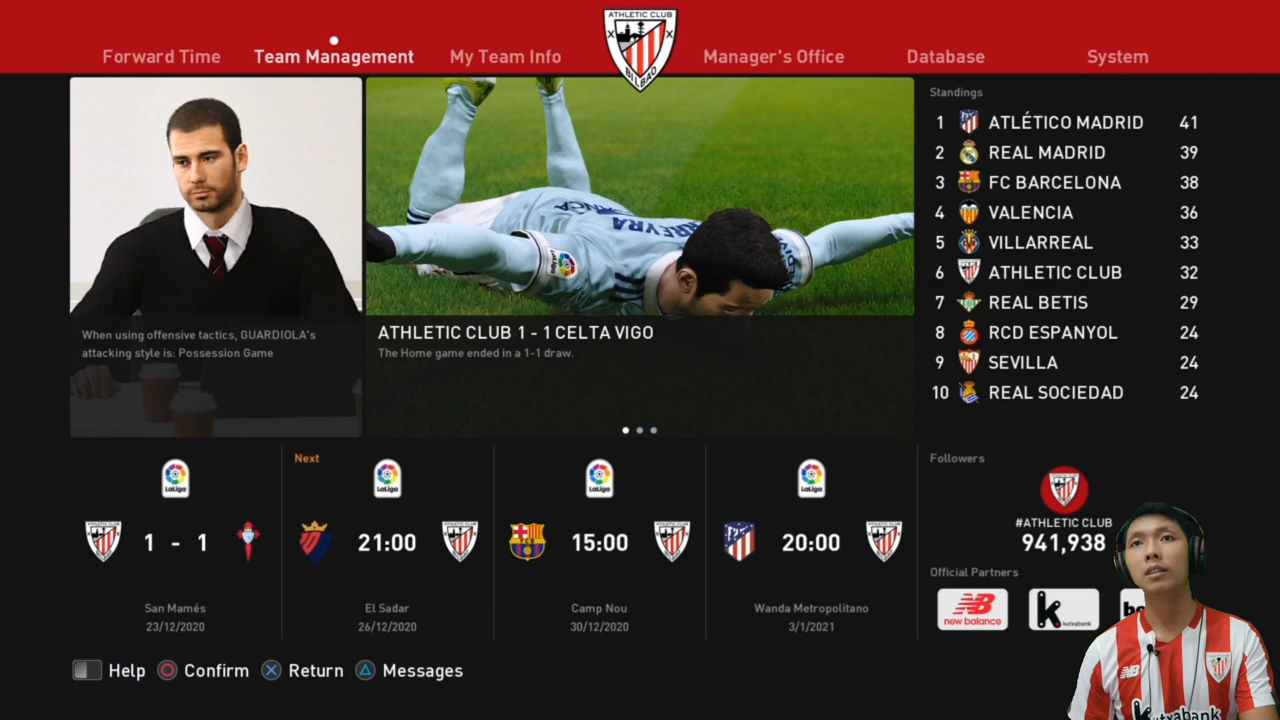 ATHLETIC CLUB
BILBAO
Forward Time
Team Management
My Team Info
Manager's Office
Database
System
When using offensive tactics, GUARDIOLA's
attacking style is: Possession Game
ATHLETIC CLUB 1 - 1 CELTA VIGO
The Home game ended in a 1-1 draw.
Standings
1 ATLÉTICO MADRID 41
2 REAL MADRID 39
3 FC BARCELONA 38
4 VALENCIA 36
5 VILLARREAL 33
6 ATHLETIC CLUB 32
7 REAL BETIS 29
8 RCD ESPANYOL 24
9 SEVILLA 24
10 REAL SOCIEDAD 24
LaLiga
1 - 1
San Mamés
23/12/2020
Next
LaLiga
21:00
El Sadar
26/12/2020
LaLiga
15:00
Camp Nou
30/12/2020
LaLiga
20:00
Wanda Metropolitano
3/1/2021
Followers
#ATHLETIC CLUB
941,938
Official Partners
new balance
kutxabank
Help
Confirm
Return
Messages
kutxabank